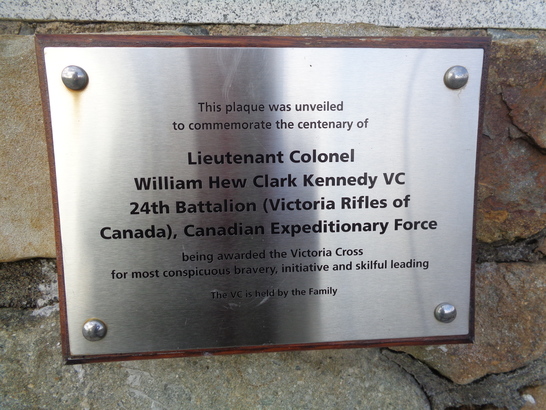 This plaque was unveiled
to commemorate the centenary of
Lieutenant Colonel
William Hew Clark Kennedy VC
24th Battalion (Victoria Rifles of
Canada), Canadian Expeditionary Force
being awarded the Victoria Cross
for most conspicuous bravery, initiative and skilful leading
The VC is held by the Family